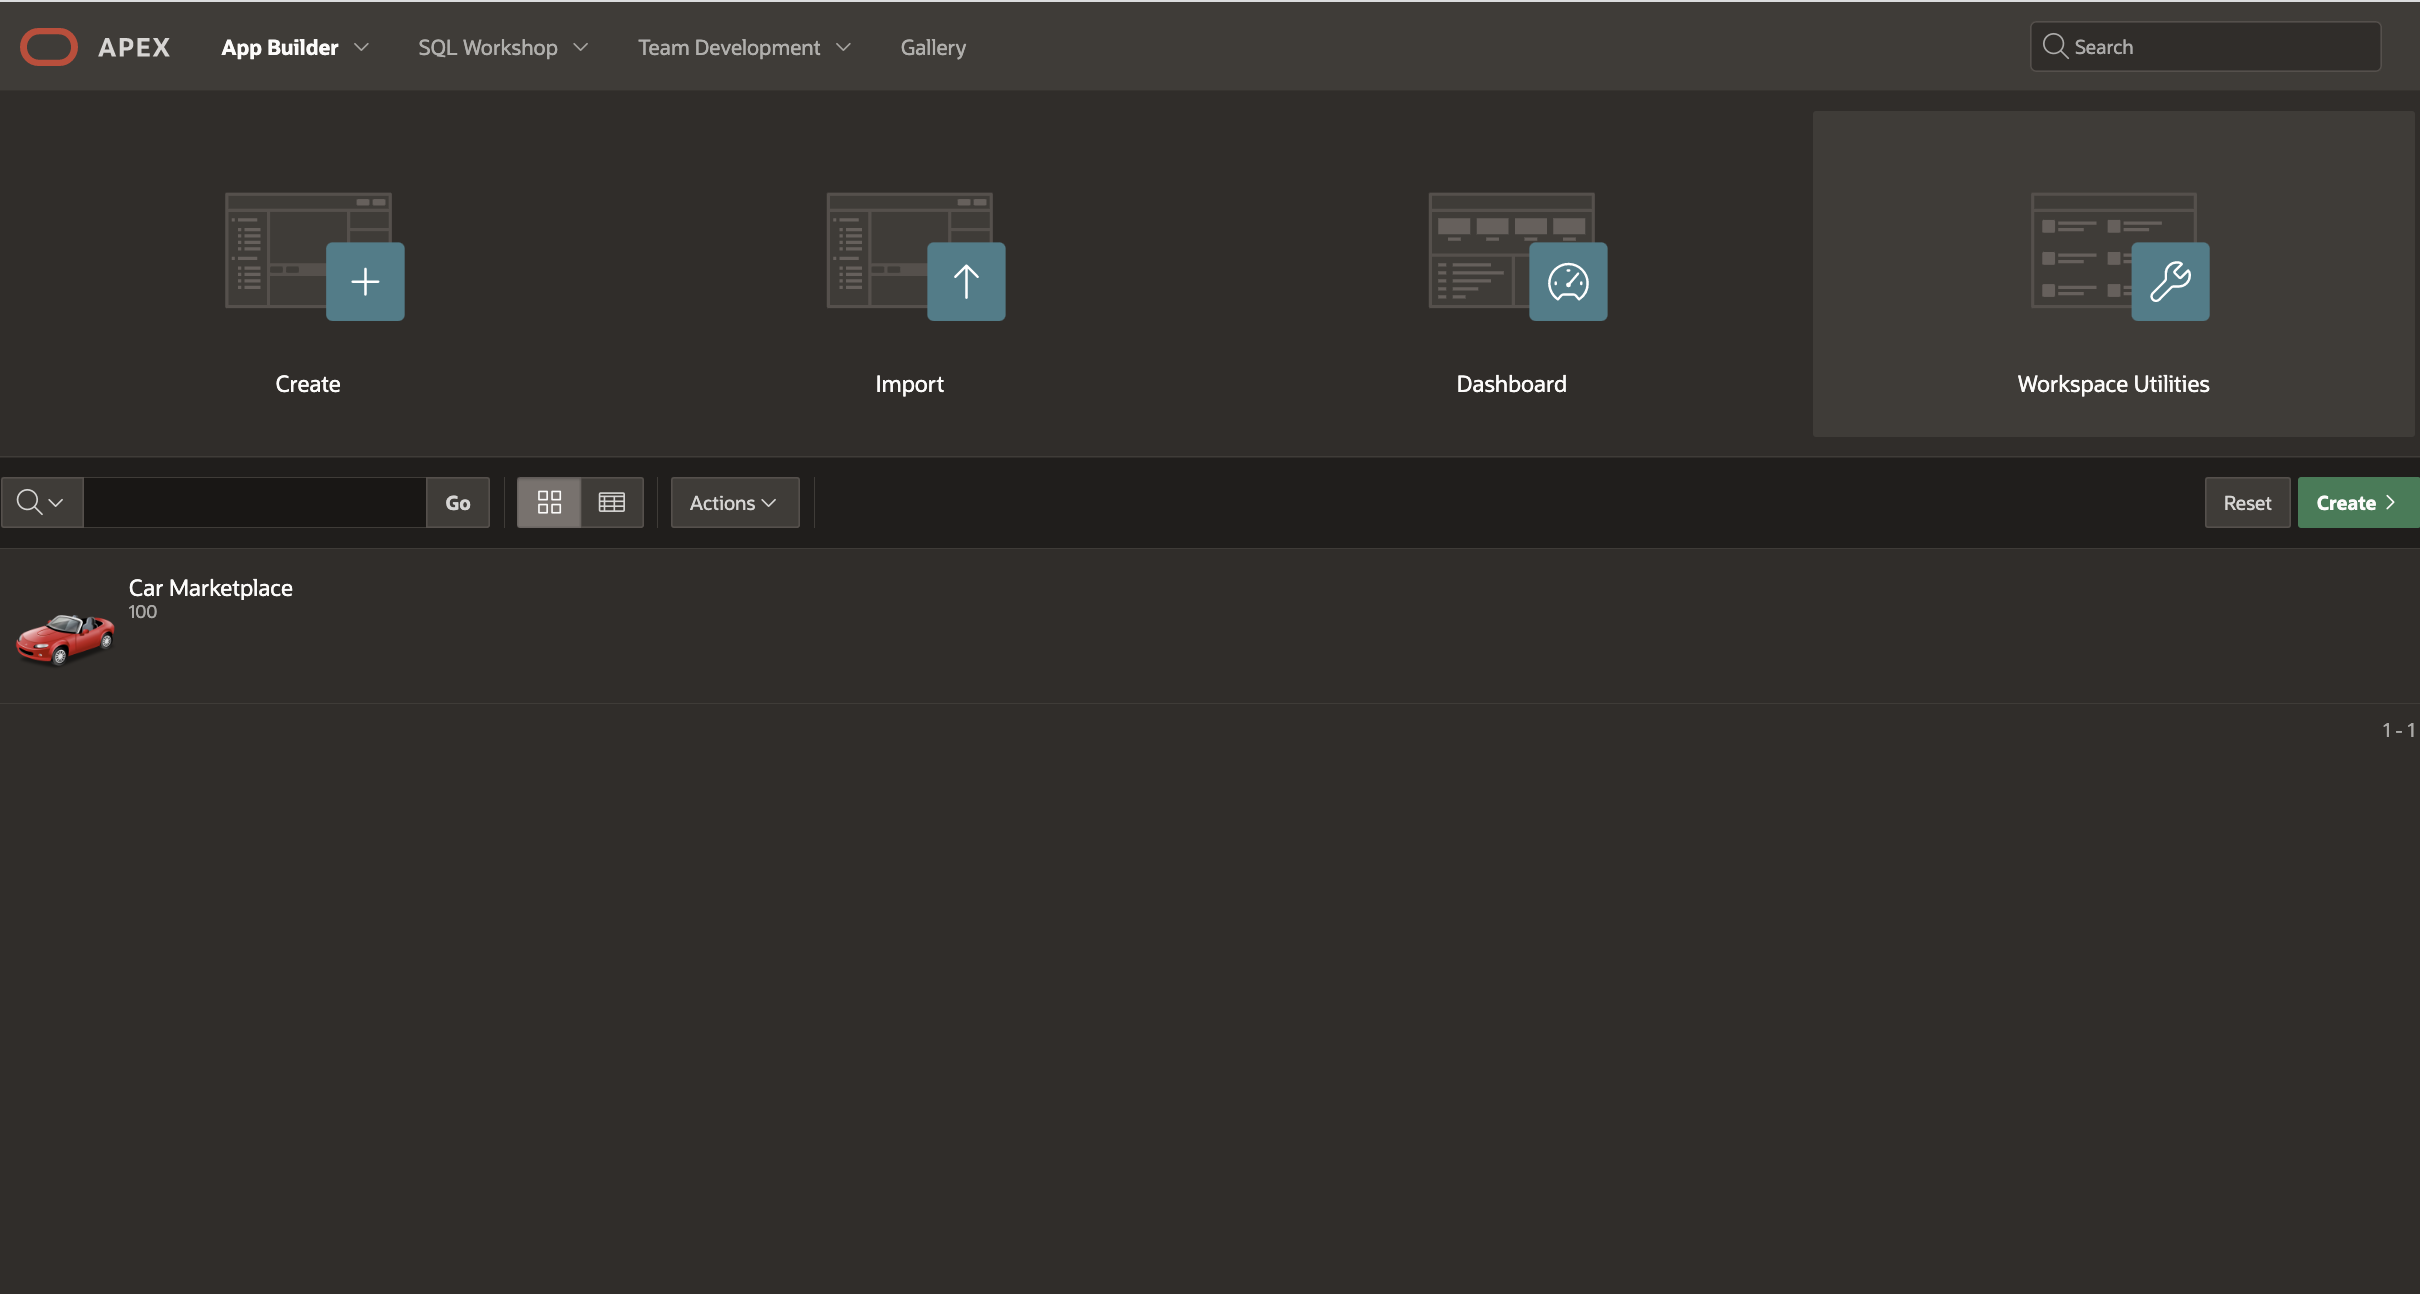 APEX
App Builder
SQL Workshop
Team Development
Gallery
Search
Create
Import
Dashboard
Workspace Utilities
Go
Actions
Reset
Create
Car Marketplace
100
1 - 1